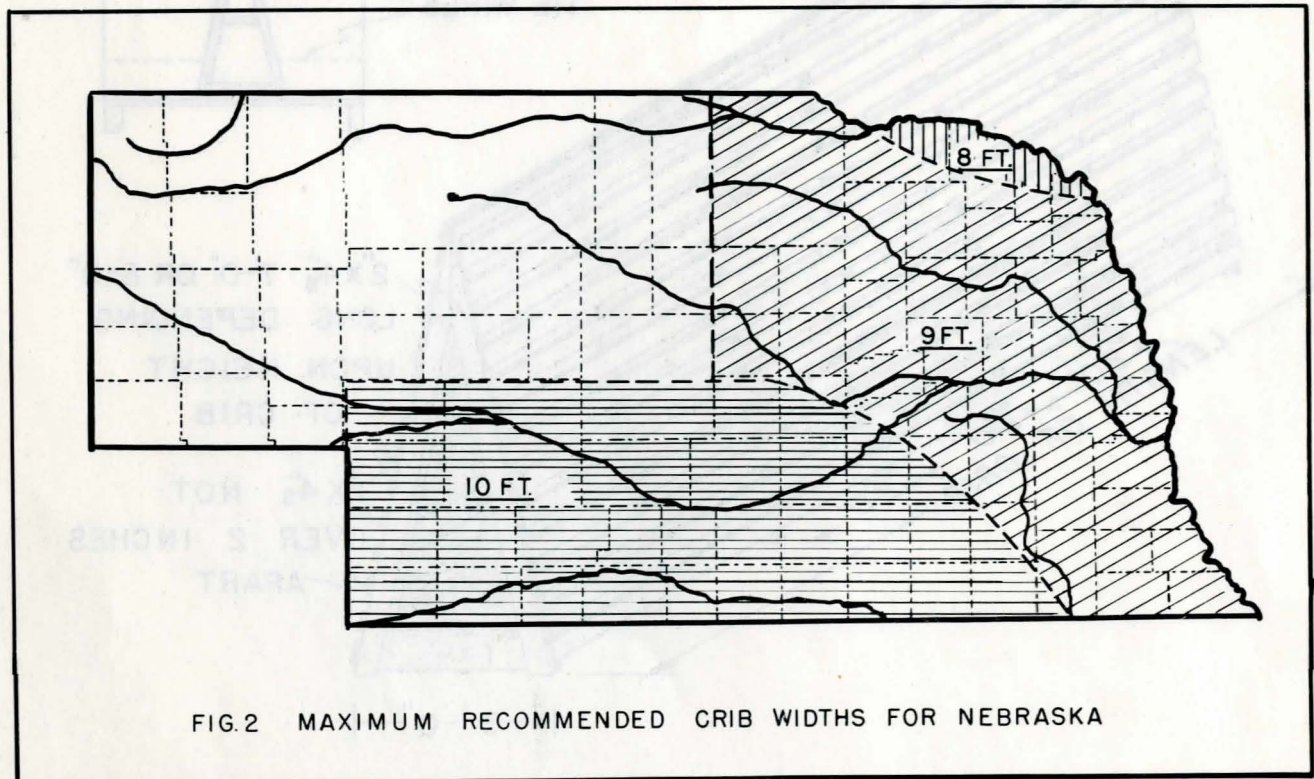 8 FT.
9 FT.
10 FT.
FIG. 2 MAXIMUM RECOMMENDED CRIB WIDTHS FOR NEBRASKA